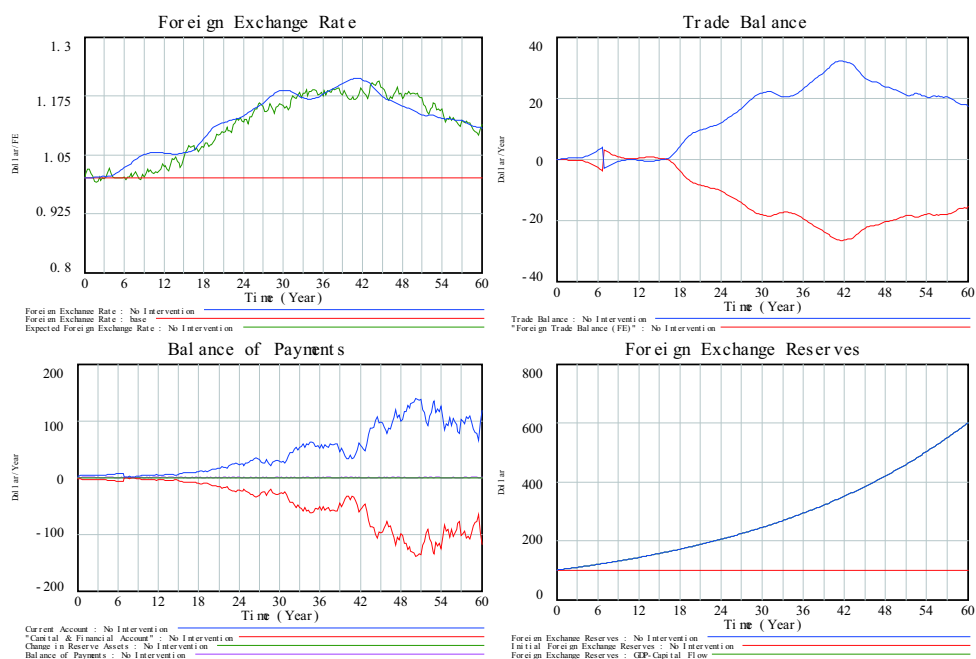 Foreign Exchange Rate
1.3
1.175
1.05
0.925
0.8
Dollar/FE
0 6 12 18 24 30 36 42 48 54 60
Time (Year)
Foreign Exchange Rate : No Intervention
Foreign Exchange Rate : base
Expected Foreign Exchange Rate : No Intervention
Trade Balance
40
20
0
-20
-40
Dollar/Year
0 6 12 18 24 30 36 42 48 54 60
Time (Year)
Trade Balance : No Intervention
"Foreign Trade Balance (FE)" : No Intervention
Balance of Payments
200
100
0
-100
-200
Dollar/Year
0 6 12 18 24 30 36 42 48 54 60
Time (Year)
Current Account : No Intervention
"Capital & Financial Account" : No Intervention
Change in Reserve Assets : No Intervention
Balance of Payments : No Intervention
Foreign Exchange Reserves
800
600
400
200
0
Dollar
0 6 12 18 24 30 36 42 48 54 60
Time (Year)
Foreign Exchange Reserves : No Intervention
Initial Foreign Exchange Reserves : No Intervention
Foreign Exchange Reserves : GDP-Capital Flow